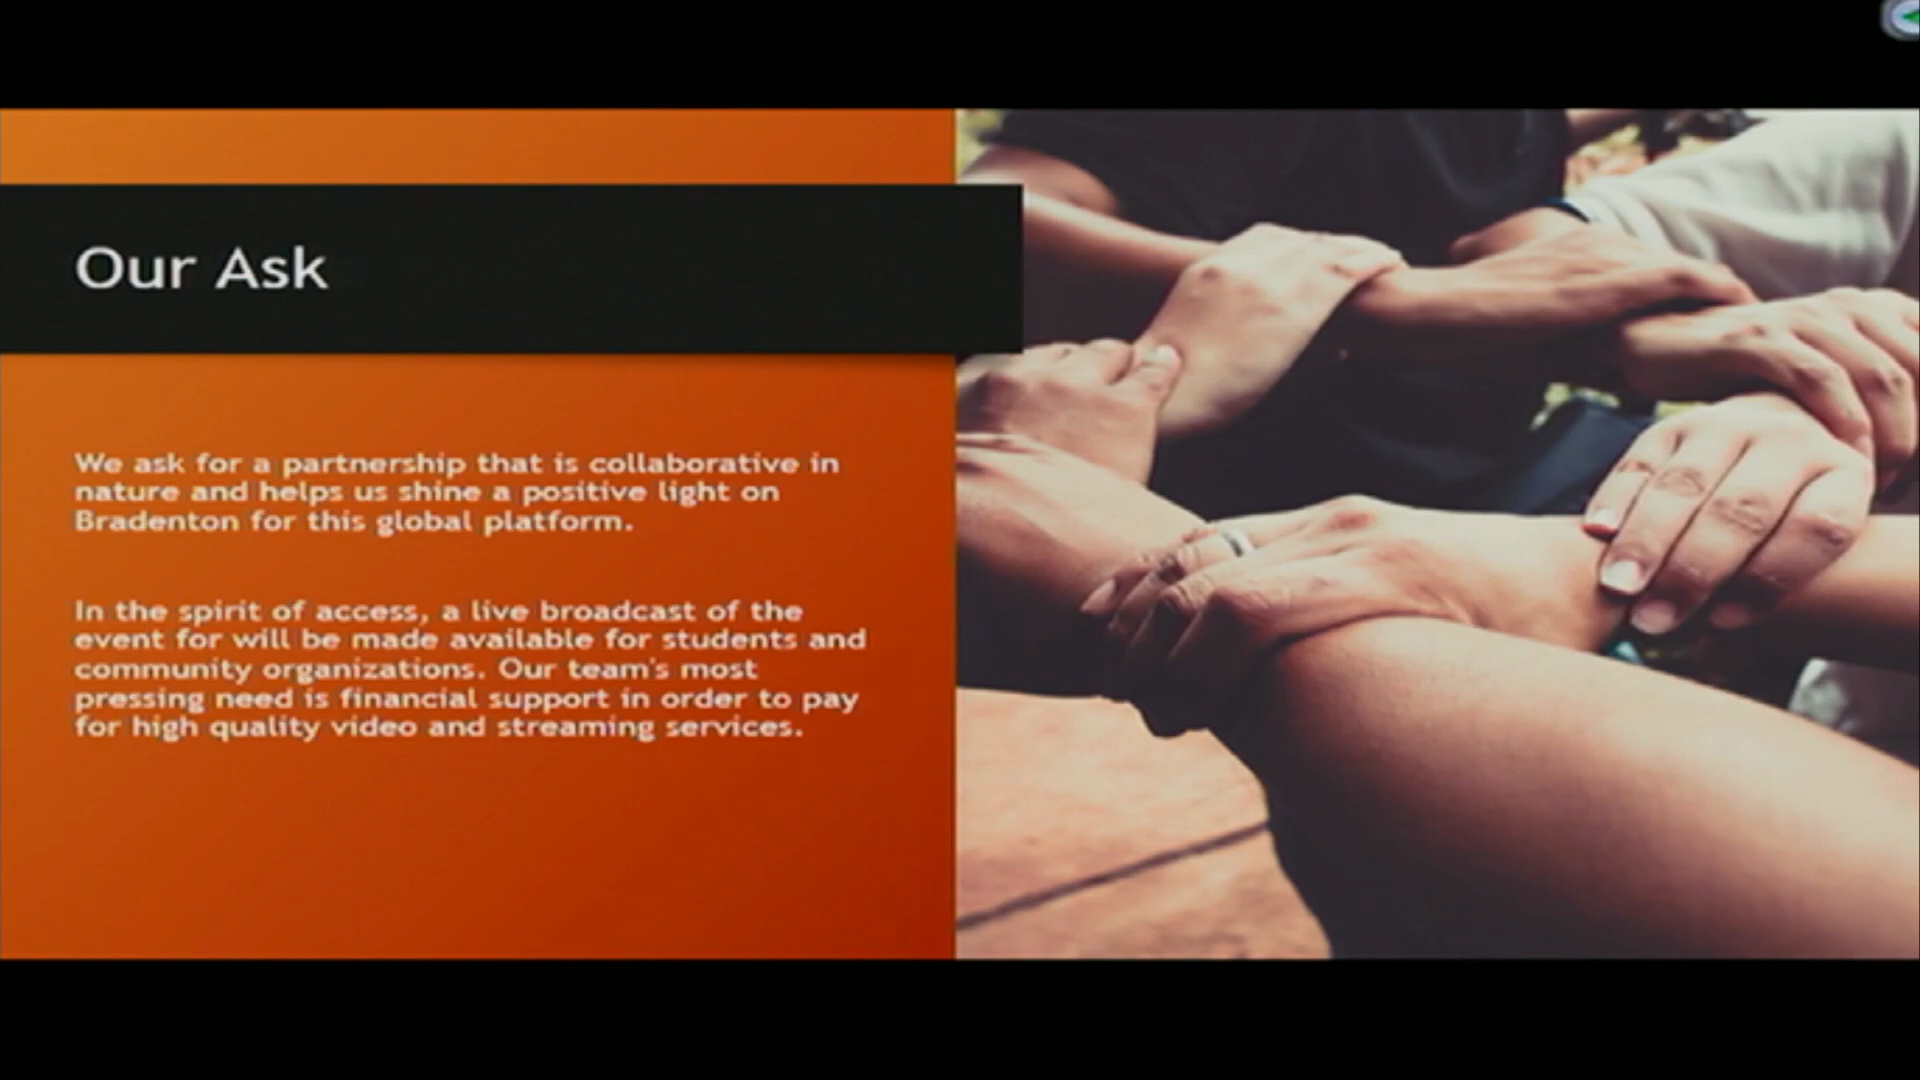 Our Ask
We ask for a partnership that is collaborative in
nature and helps us shine a positive light on
Bradenton for this global platform.
In the spirit of access, a live broadcast of the
event for will be made available for students and
community organizations. Our team's most
pressing need is financial support in order to pay
for high quality video and streaming services.